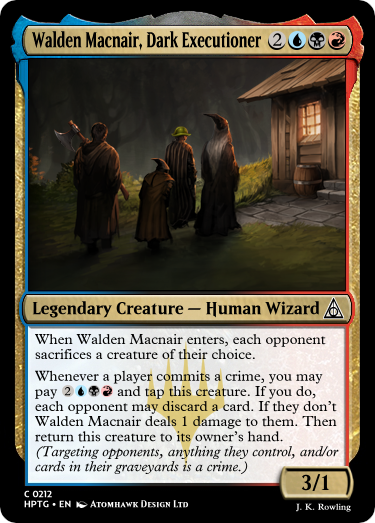 Walden Macnair, Dark Executioner 2
Legendary Creature — Human Wizard
When Walden Macnair enters, each opponent
sacrifices a creature of their choice.
Whenever a player commits a crime, you may
pay 2 and tap this creature. If you do,
each opponent may discard a card. If they don't
Walden Macnair deals 1 damage to them. Then
return this creature to its owner's hand.
(Targeting opponents, anything they control, and/or
cards in their graveyards is a crime.)
3/1
C 0212
HPTG • EN Atomhawk Design Ltd
J. K. Rowling